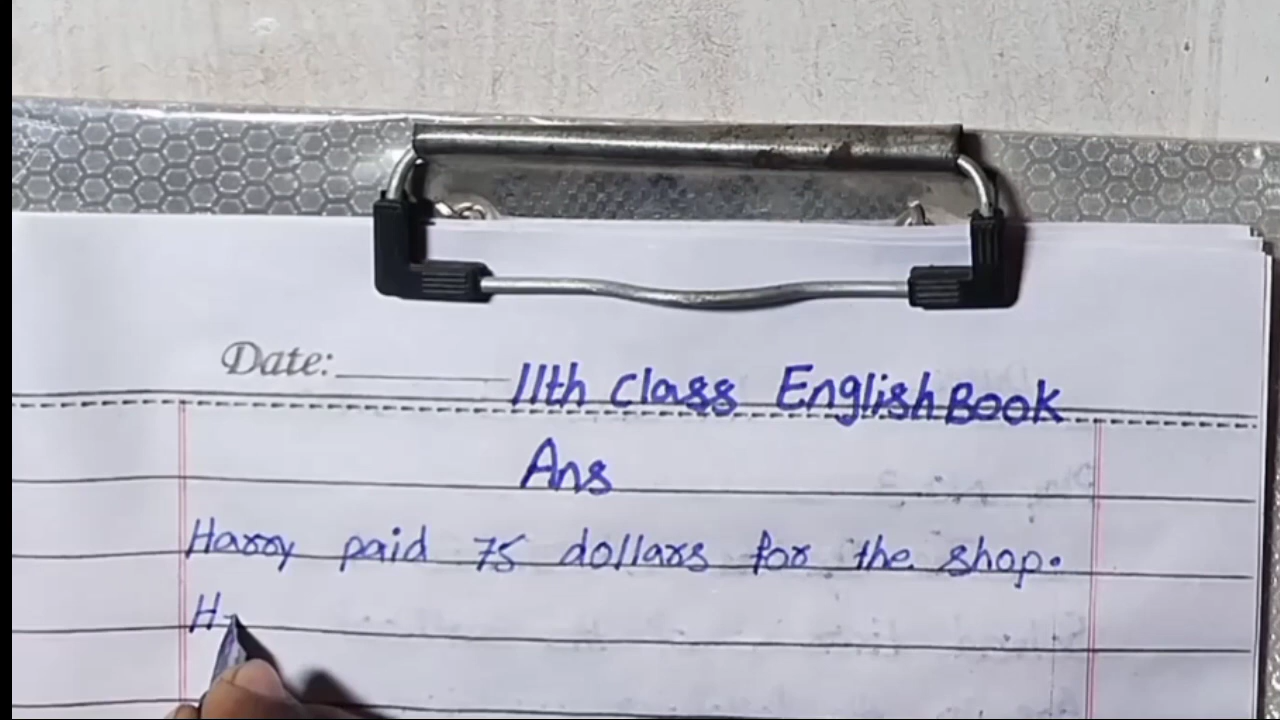 Date:
11th Class English Book
Ans
Harry paid 75 dollars for the shop.
H